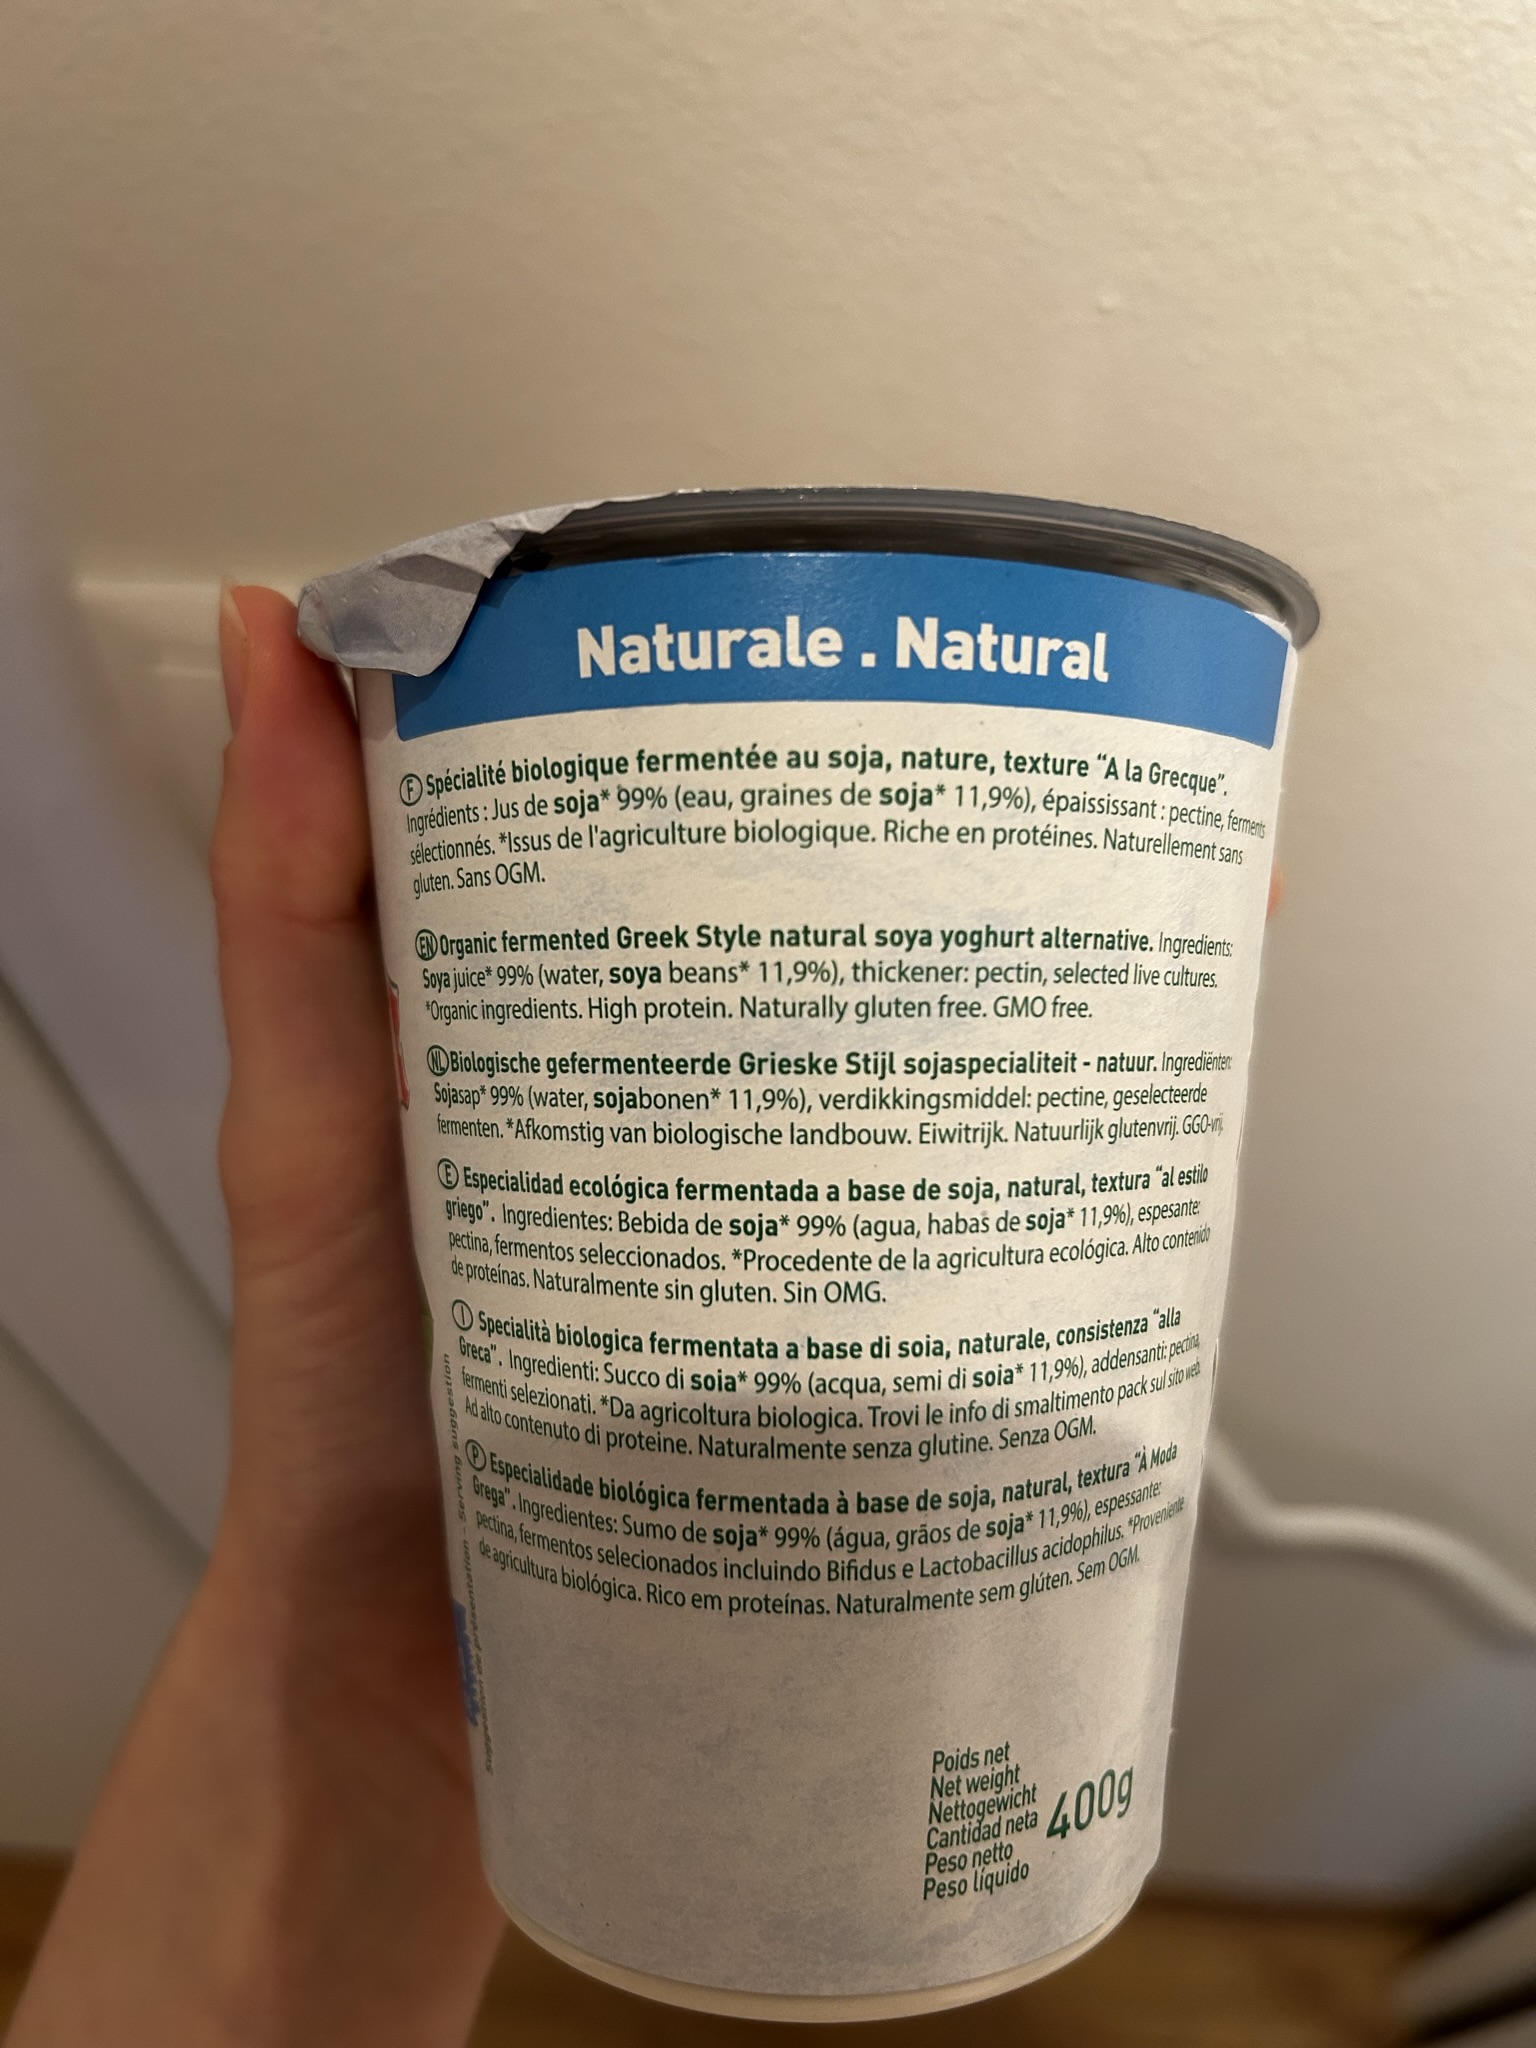 Naturale . Natural
F Spécialité biologique fermentée au soja, nature, texture “A la Grecque”.
Ingrédients : Jus de soja* 99% (eau, graines de soja* 11,9%), épaississant : pectine, ferments
sélectionnés. *Issus de l'agriculture biologique. Riche en protéines. Naturellement sans
gluten. Sans OGM.
EN Organic fermented Greek Style natural soya yoghurt alternative. Ingredients:
Soya juice* 99% (water, soya beans* 11,9%), thickener: pectin, selected live cultures.
*Organic ingredients. High protein. Naturally gluten free. GMO free.
NL Biologische gefermenteerde Grieske Stijl sojaspecialiteit - natuur. Ingrediënten:
Sojasap* 99% (water, sojabonen* 11,9%), verdikkingsmiddel: pectine, geselecteerde
fermenten. *Afkomstig van biologische landbouw. Eiwitrijk. Natuurlijk glutenvrij. GGO-vrij.
E Especialidad ecológica fermentada a base de soja, natural, textura “al estilo
griego”. Ingredientes: Bebida de soja* 99% (agua, habas de soja* 11,9%), espesante:
pectina, fermentos seleccionados. *Procedente de la agricultura ecológica. Alto contenido
de proteínas. Naturalmente sin gluten. Sin OMG.
I Specialità biologica fermentata a base di soia, naturale, consistenza “alla
Greca”. Ingredienti: Succo di soia* 99% (acqua, semi di soia* 11,9%), addensanti: pectina,
fermenti selezionati. *Da agricoltura biologica. Trovi le info di smaltimento pack sul sito web.
Ad alto contenuto di proteine. Naturalmente senza glutine. Senza OGM.
P Especialidade biológica fermentada à base de soja, natural, textura “À Moda
Grega”. Ingredientes: Sumo de soja* 99% (água, grãos de soja* 11,9%), espessante:
pectina, fermentos selecionados incluindo Bifidus e Lactobacillus acidophilus. *Proveniente
de agricultura biológica. Rico em proteínas. Naturalmente sem glúten. Sem OGM.
Suggestion de présentation - Serving suggestion
Poids net
Net weight
Nettogewicht
Cantidad neta
Peso netto
Peso líquido
400g